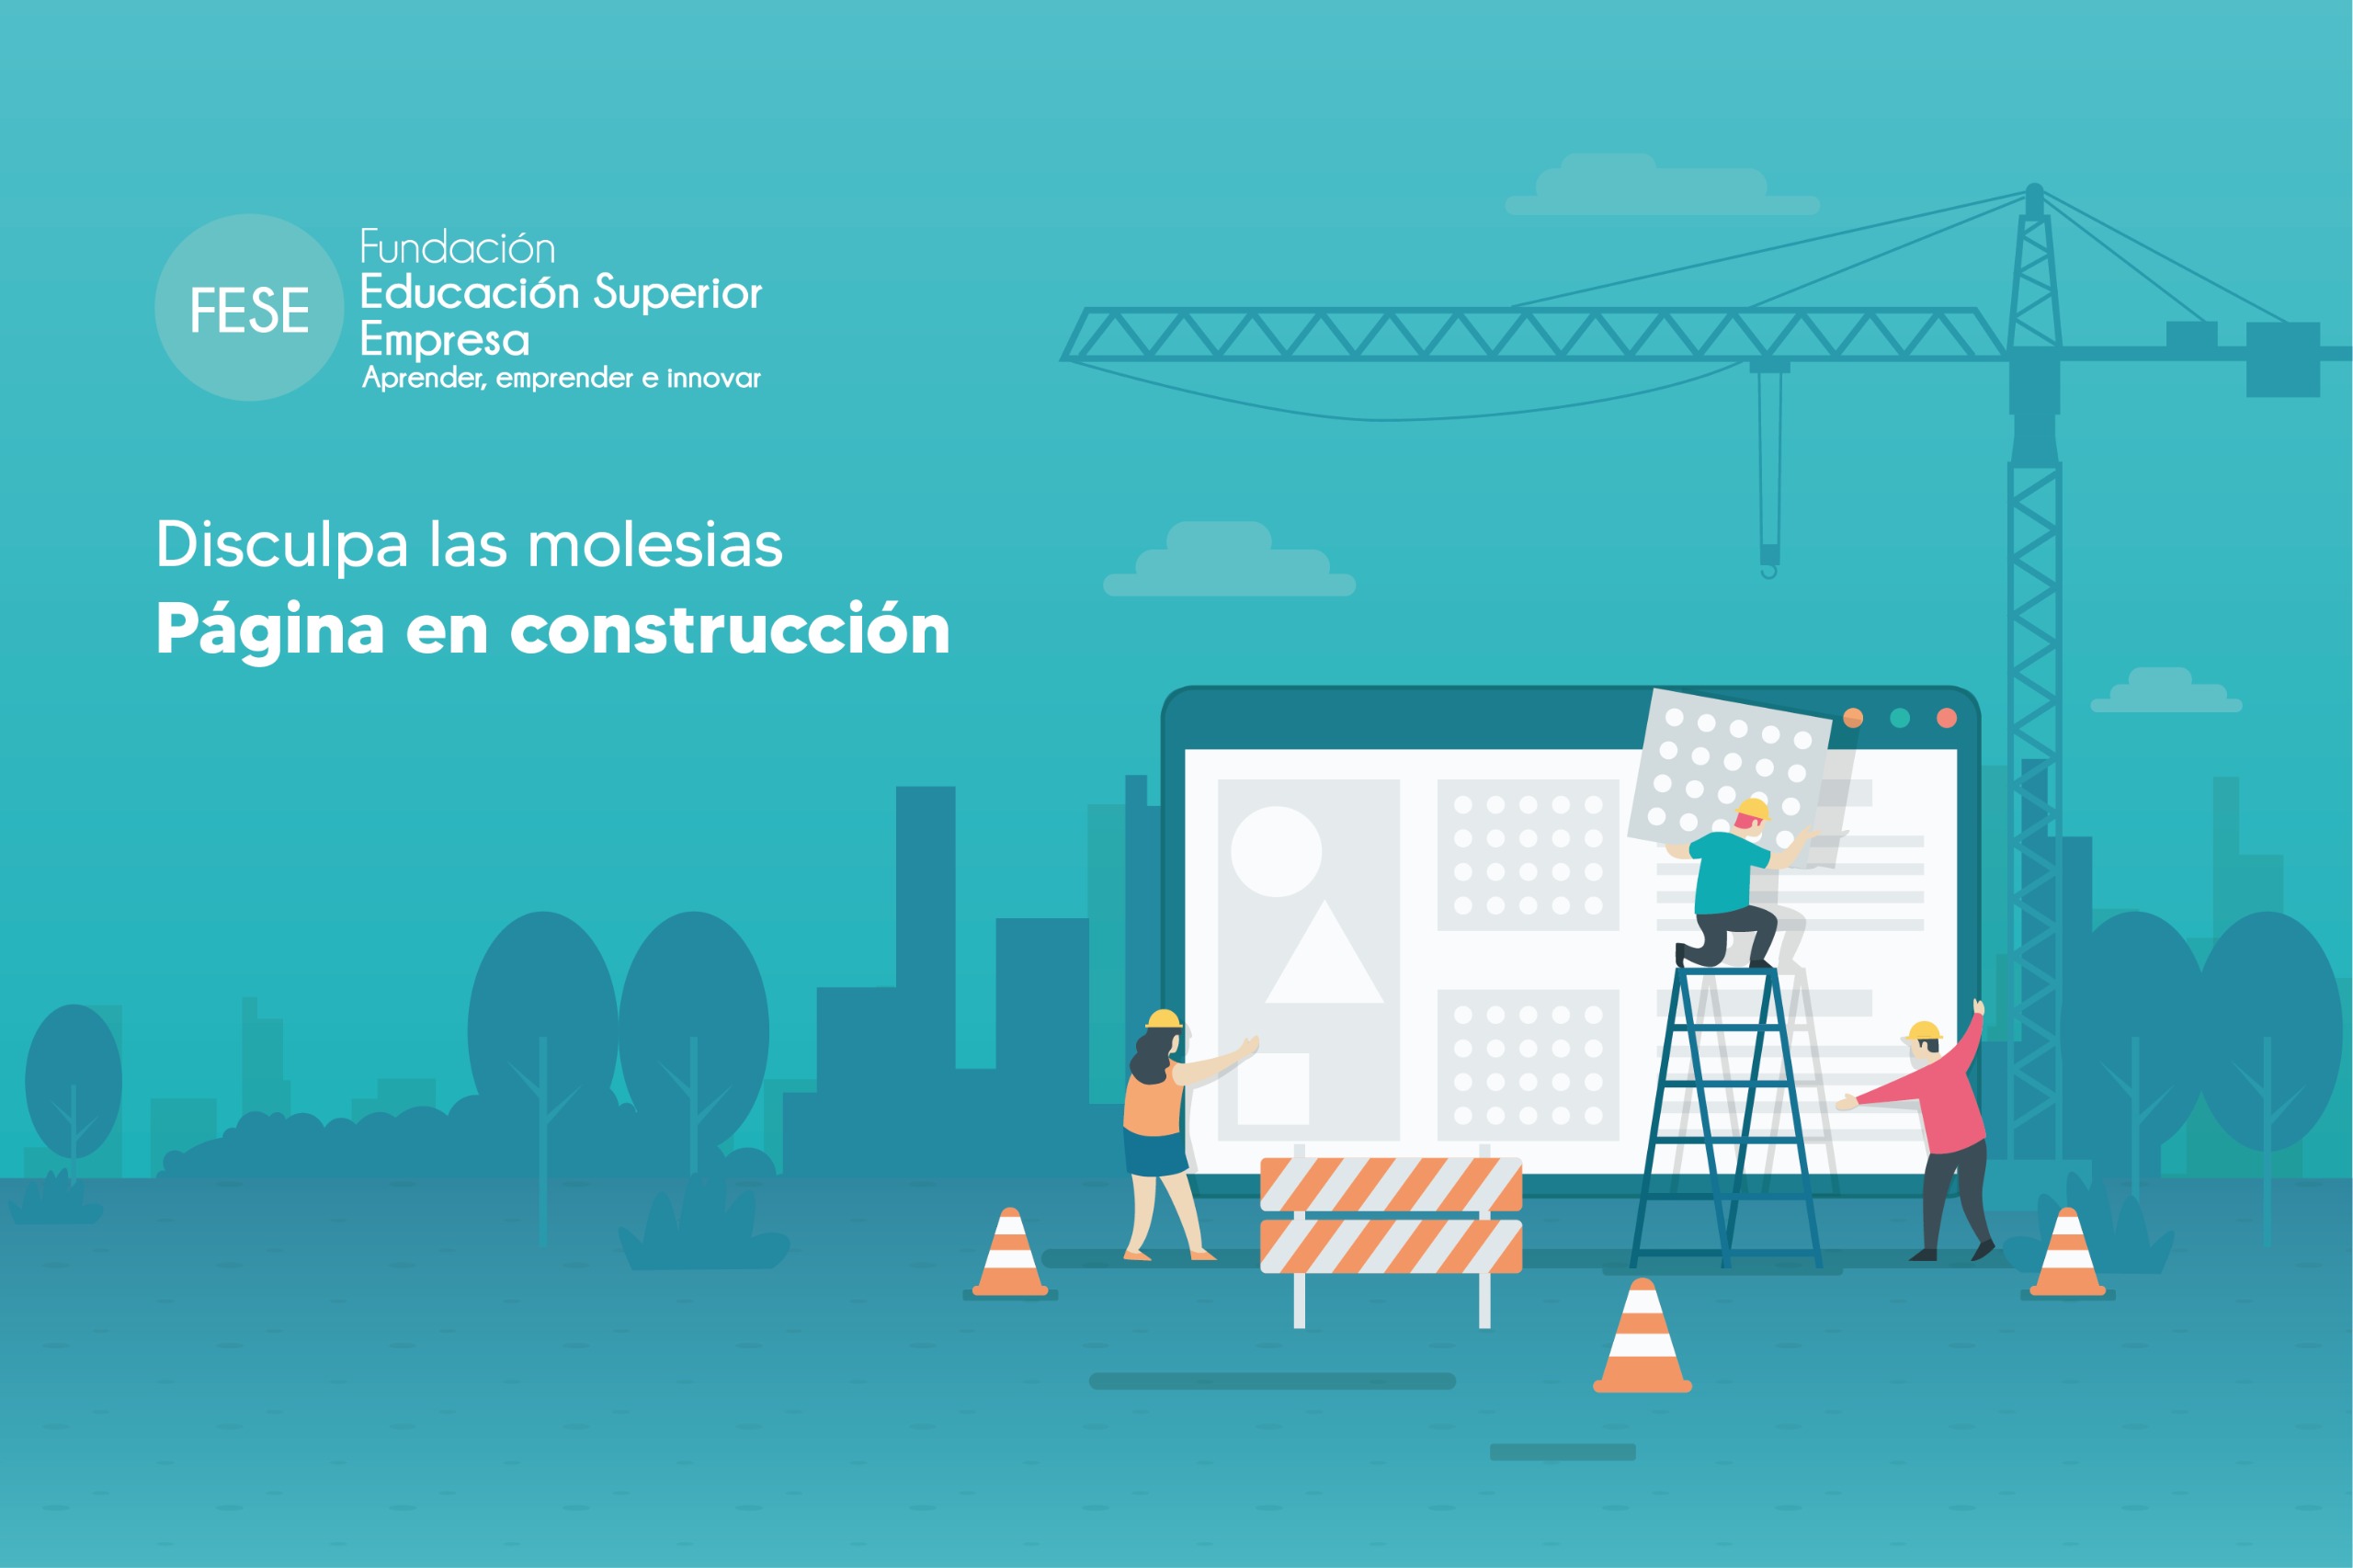 FESE
Fundación
Educación Superior
Empresa
Aprender, emprender e innovar
Disculpa las molesias
Página en construcción